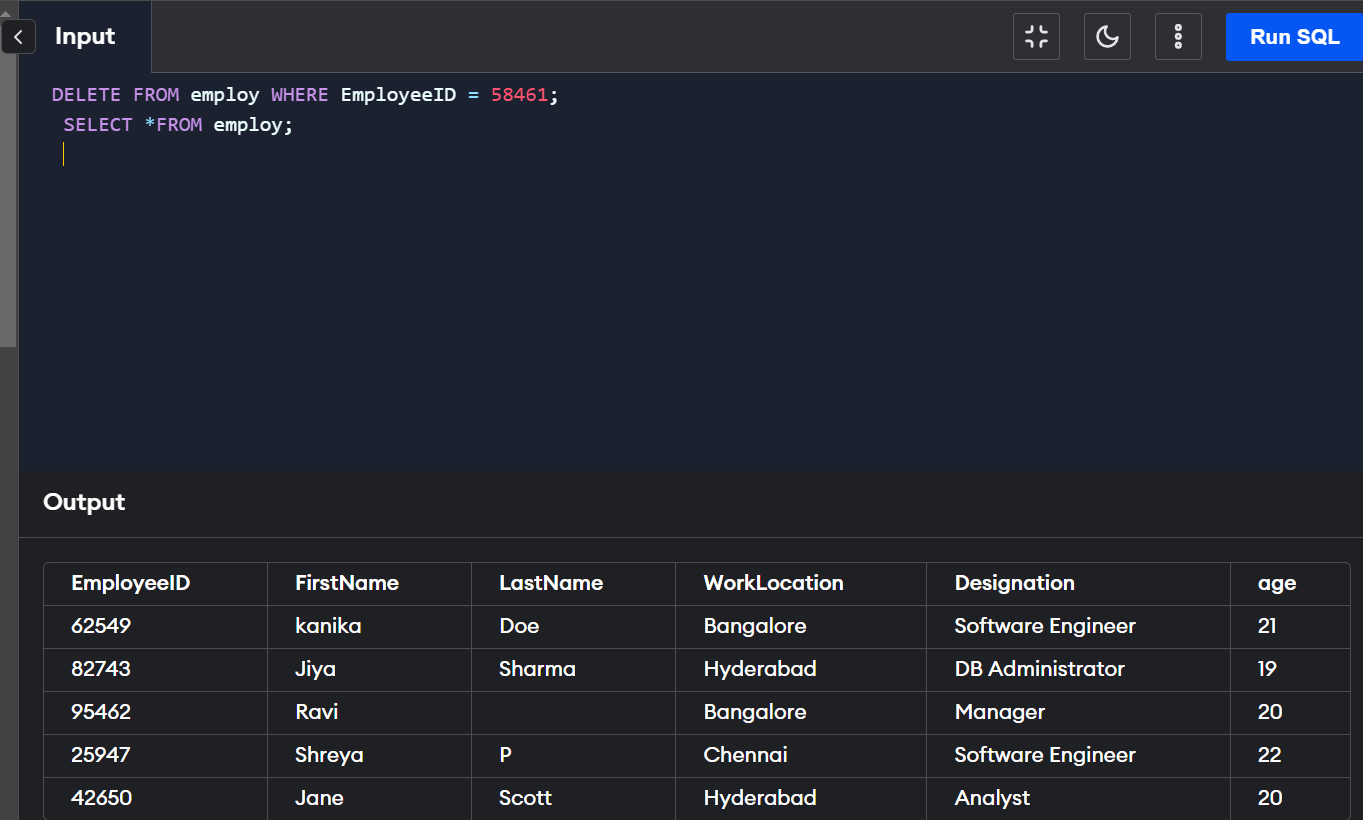 Input
Run SQL
DELETE FROM employ WHERE EmployeeID = 58461;
SELECT *FROM employ;
Output
EmployeeID FirstName LastName WorkLocation Designation age
62549 kanika Doe Bangalore Software Engineer 21
82743 Jiya Sharma Hyderabad DB Administrator 19
95462 Ravi Bangalore Manager 20
25947 Shreya P Chennai Software Engineer 22
42650 Jane Scott Hyderabad Analyst 20